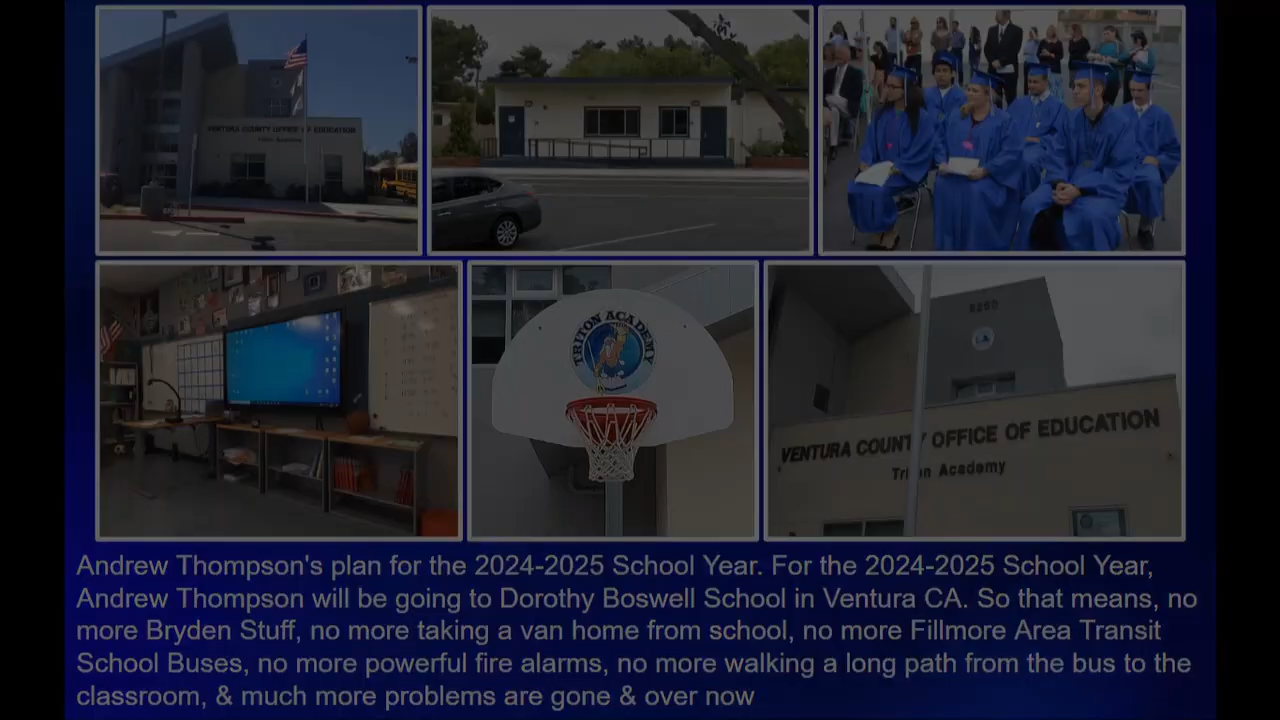 VENTURA COUNTY OFFICE OF EDUCATION
Triton Academy
TRITON ACADEMY
VENTURA COUNTY OFFICE OF EDUCATION
Triton Academy
Andrew Thompson's plan for the 2024-2025 School Year. For the 2024-2025 School Year,
Andrew Thompson will be going to Dorothy Boswell School in Ventura CA. So that means, no
more Bryden Stuff, no more taking a van home from school, no more Fillmore Area Transit
School Buses, no more powerful fire alarms, no more walking a long path from the bus to the
classroom, & much more problems are gone & over now